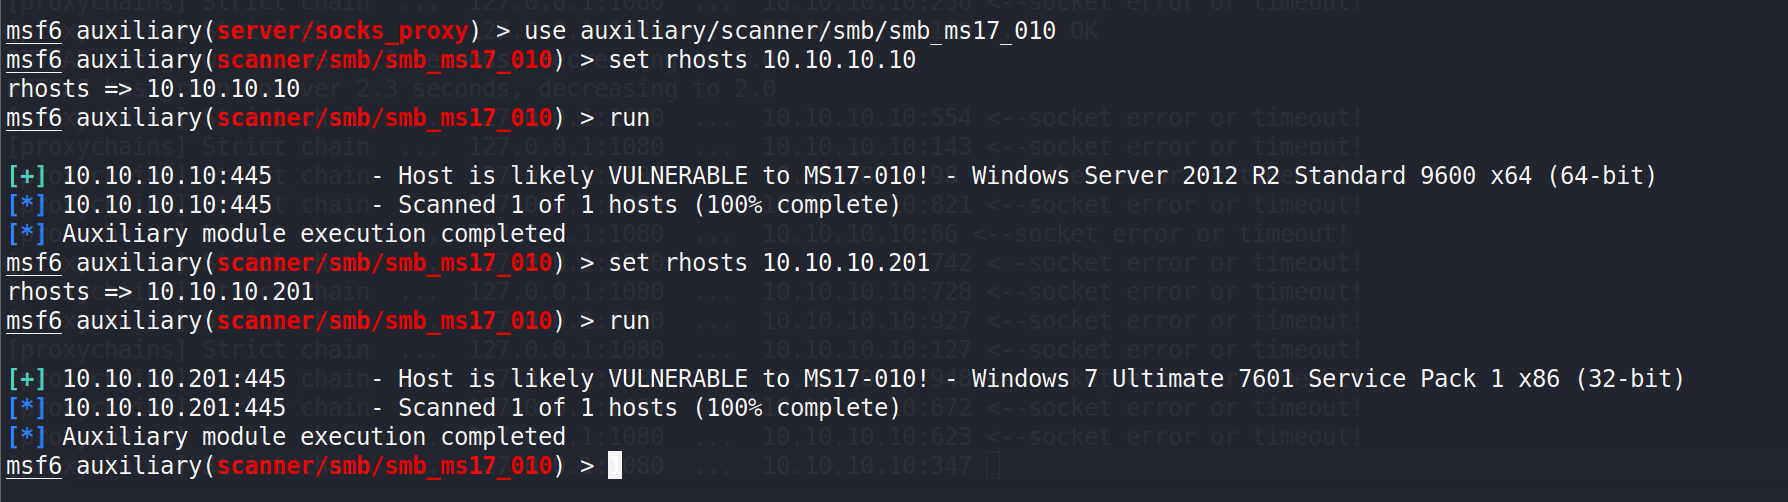 msf6 auxiliary(server/socks_proxy) > use auxiliary/scanner/smb/smb_ms17_010
msf6 auxiliary(scanner/smb/smb_ms17_010) > set rhosts 10.10.10.10
rhosts => 10.10.10.10
msf6 auxiliary(scanner/smb/smb_ms17_010) > run
[+] 10.10.10.10:445       - Host is likely VULNERABLE to MS17-010! - Windows Server 2012 R2 Standard 9600 x64 (64-bit)
[*] 10.10.10.10:445       - Scanned 1 of 1 hosts (100% complete)
[*] Auxiliary module execution completed
msf6 auxiliary(scanner/smb/smb_ms17_010) > set rhosts 10.10.10.201
rhosts => 10.10.10.201
msf6 auxiliary(scanner/smb/smb_ms17_010) > run
[+] 10.10.10.201:445      - Host is likely VULNERABLE to MS17-010! - Windows 7 Ultimate 7601 Service Pack 1 x86 (32-bit)
[*] 10.10.10.201:445      - Scanned 1 of 1 hosts (100% complete)
[*] Auxiliary module execution completed
msf6 auxiliary(scanner/smb/smb_ms17_010) >